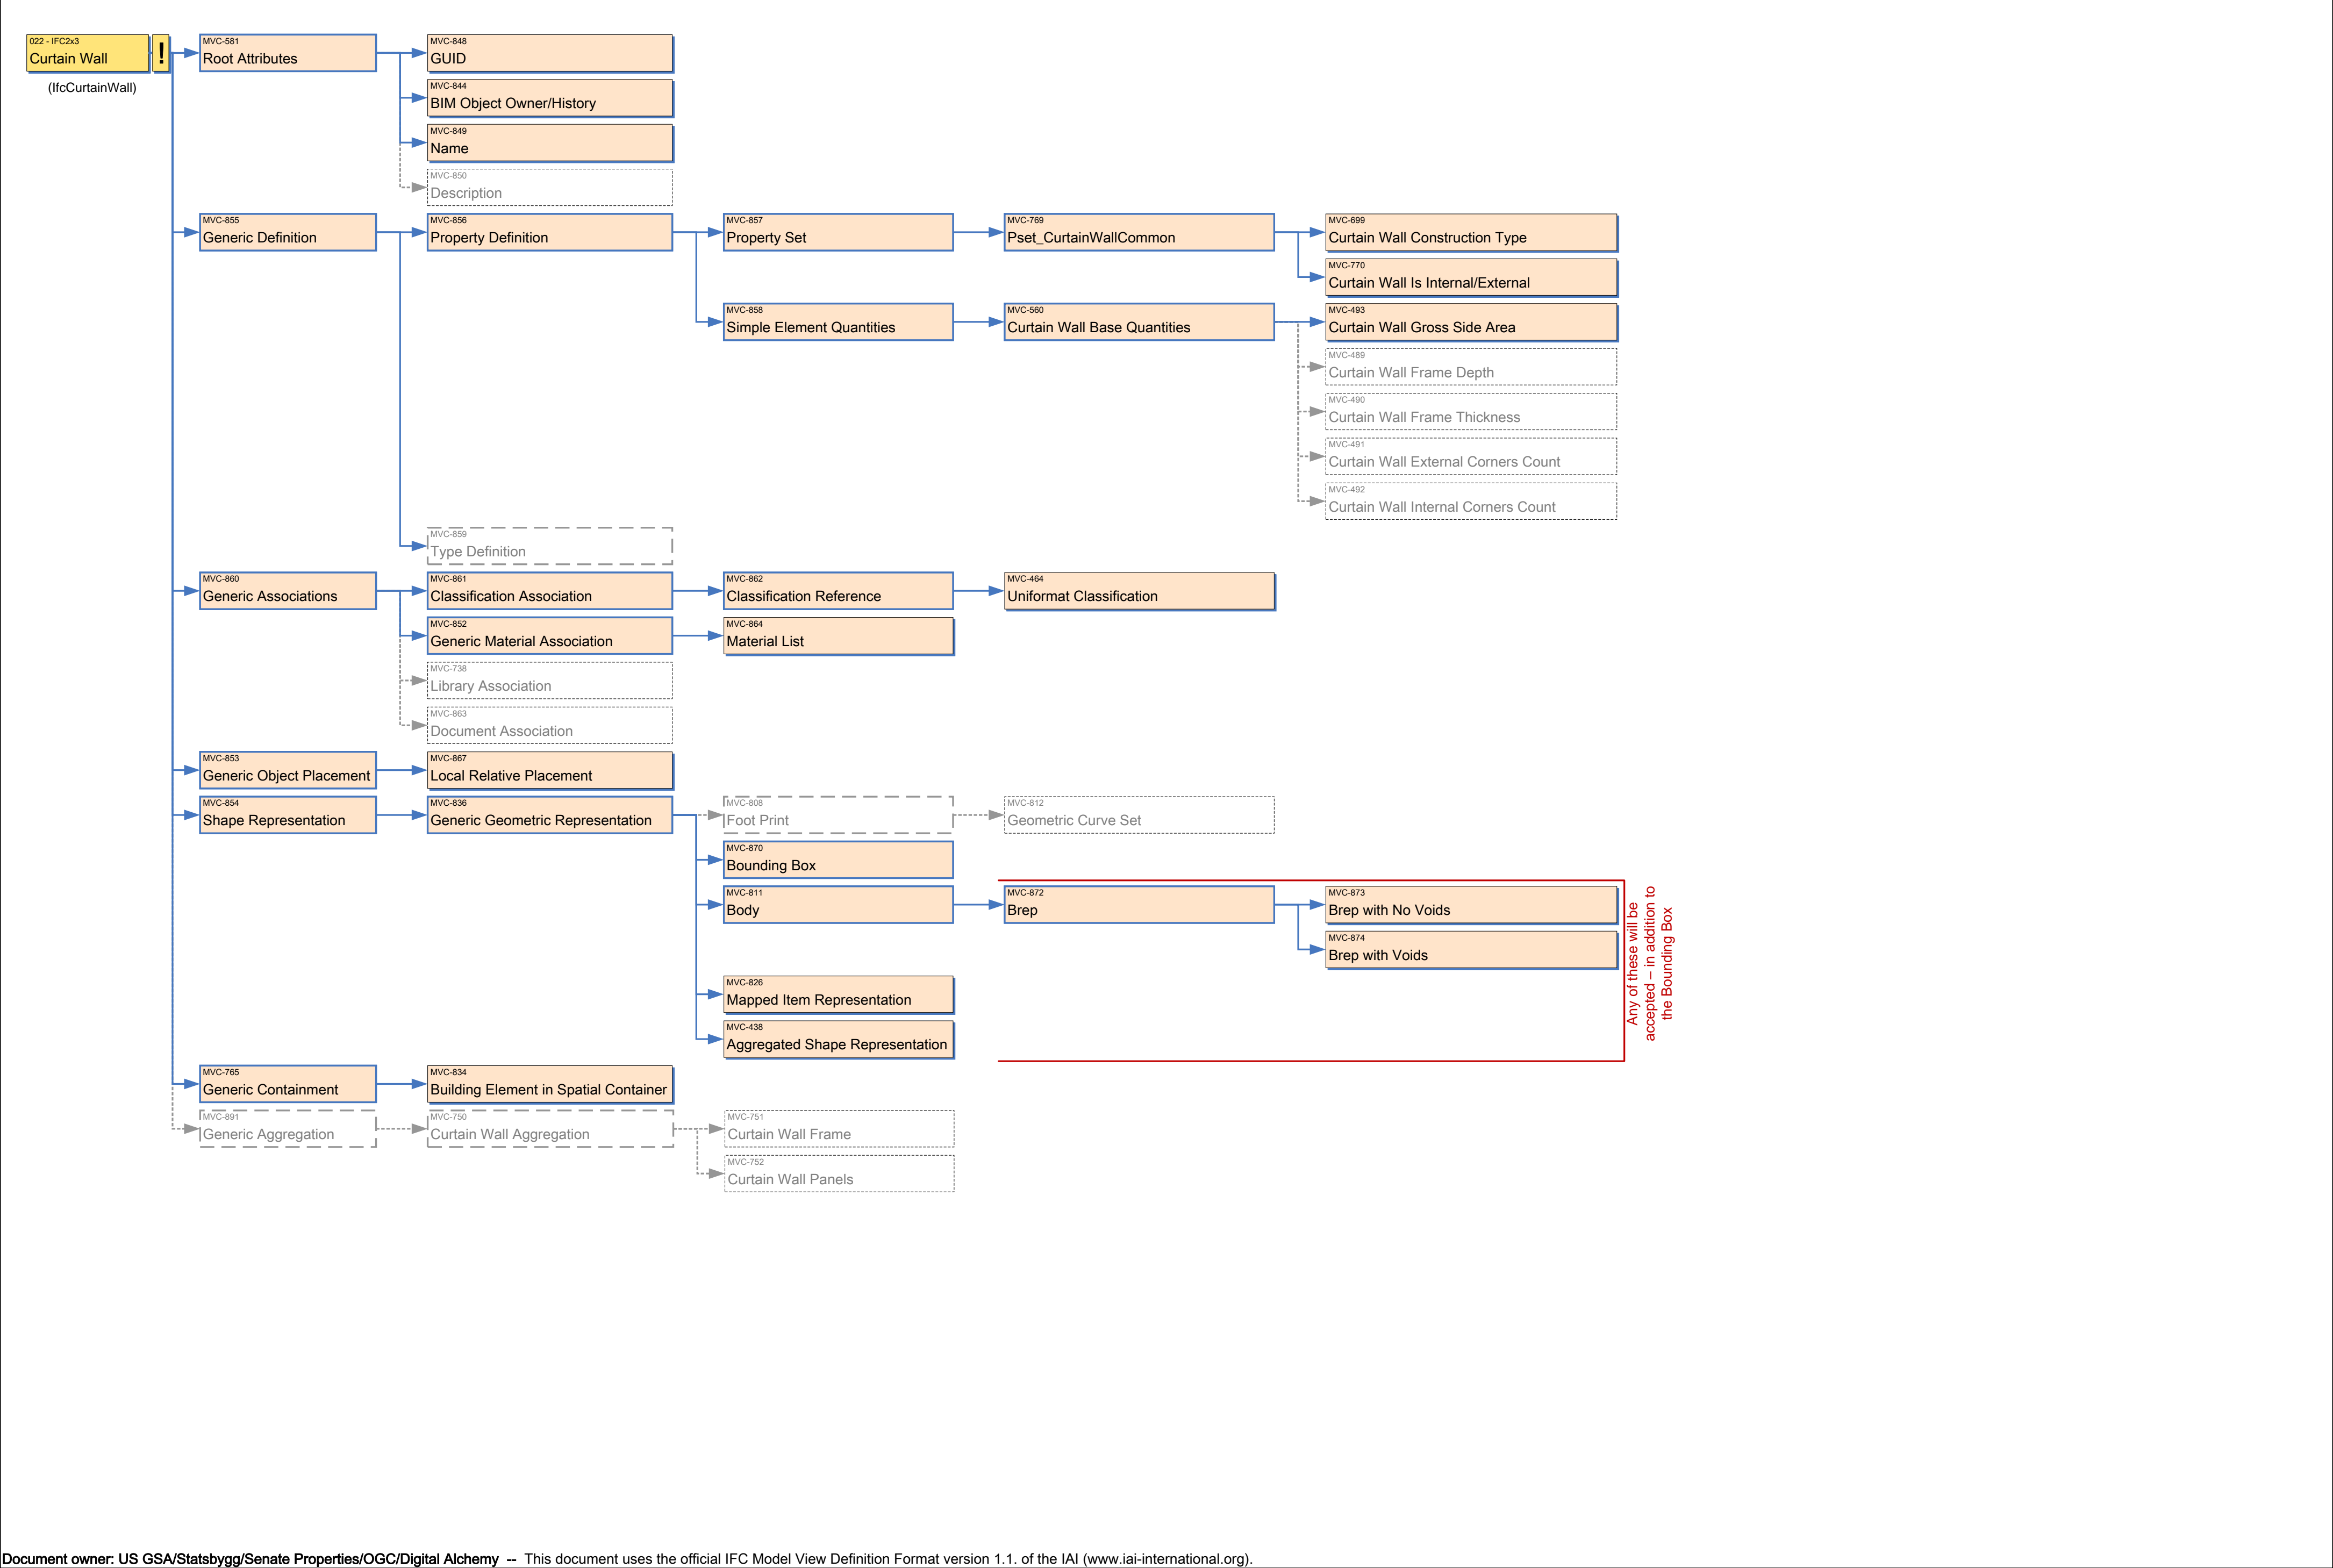 022 - IFC2x3
Curtain Wall
!
(IfcCurtainWall)
MVC-581
Root Attributes
MVC-848
GUID
MVC-844
BIM Object Owner/History
MVC-849
Name
MVC-850
Description
MVC-855
Generic Definition
MVC-856
Property Definition
MVC-857
Property Set
MVC-769
Pset_CurtainWallCommon
MVC-699
Curtain Wall Construction Type
MVC-770
Curtain Wall Is Internal/External
MVC-858
Simple Element Quantities
MVC-560
Curtain Wall Base Quantities
MVC-493
Curtain Wall Gross Side Area
MVC-489
Curtain Wall Frame Depth
MVC-490
Curtain Wall Frame Thickness
MVC-491
Curtain Wall External Corners Count
MVC-492
Curtain Wall Internal Corners Count
MVC-859
Type Definition
MVC-860
Generic Associations
MVC-861
Classification Association
MVC-862
Classification Reference
MVC-464
Uniformat Classification
MVC-852
Generic Material Association
MVC-864
Material List
MVC-738
Library Association
MVC-863
Document Association
MVC-853
Generic Object Placement
MVC-867
Local Relative Placement
MVC-854
Shape Representation
MVC-836
Generic Geometric Representation
MVC-808
Foot Print
MVC-812
Geometric Curve Set
MVC-870
Bounding Box
MVC-811
Body
MVC-872
Brep
MVC-873
Brep with No Voids
MVC-874
Brep with Voids
MVC-826
Mapped Item Representation
MVC-438
Aggregated Shape Representation
Any of these will be
accepted – in addition to
the Bounding Box
MVC-765
Generic Containment
MVC-834
Building Element in Spatial Container
MVC-891
Generic Aggregation
MVC-750
Curtain Wall Aggregation
MVC-751
Curtain Wall Frame
MVC-752
Curtain Wall Panels
Document owner: US GSA/Statsbygg/Senate Properties/OGC/Digital Alchemy -- This document uses the official IFC Model View Definition Format version 1.1. of the IAI (www.iai-international.org).